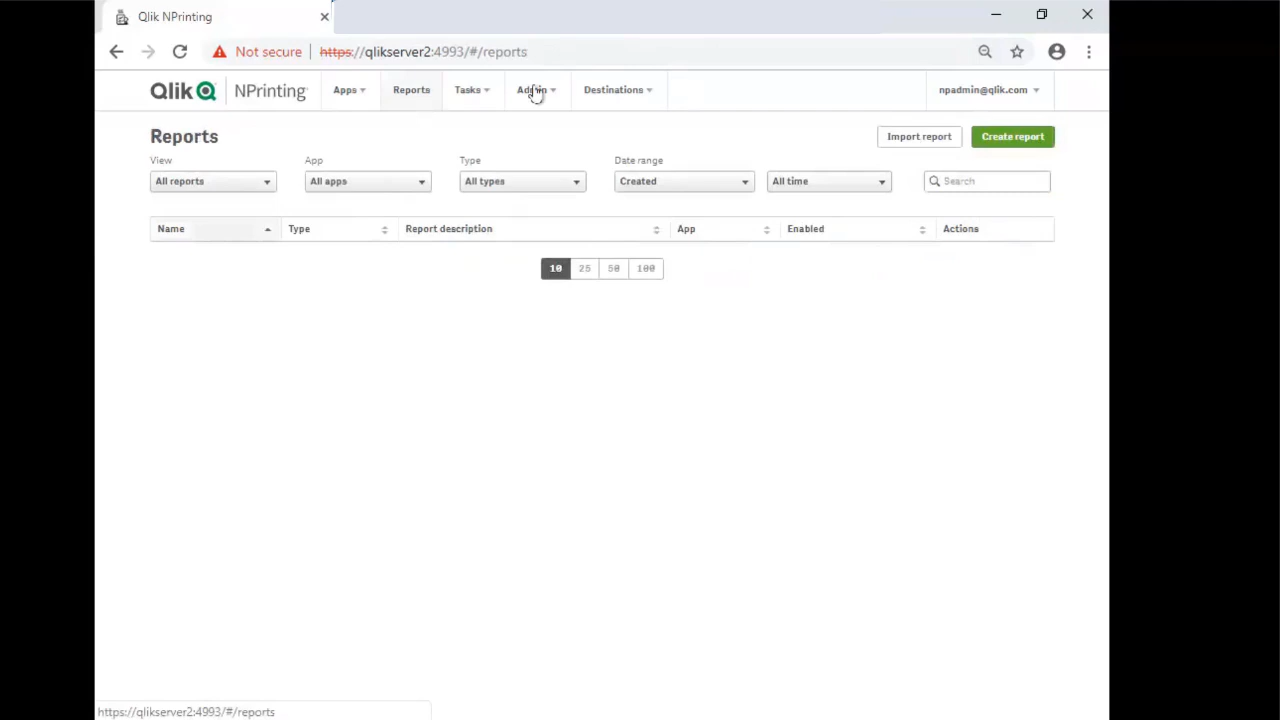 Qlik NPrinting
Not secure https://qlikserver2:4993/#/reports
Qlik NPrinting Apps Reports Tasks Admin Destinations npadmin@qlik.com
Reports Import report Create report
View App Type Date range
All reports All apps All types Created All time Search
Name Type Report description App Enabled Actions
10 25 50 100
https://qlikserver2:4993/#/reports